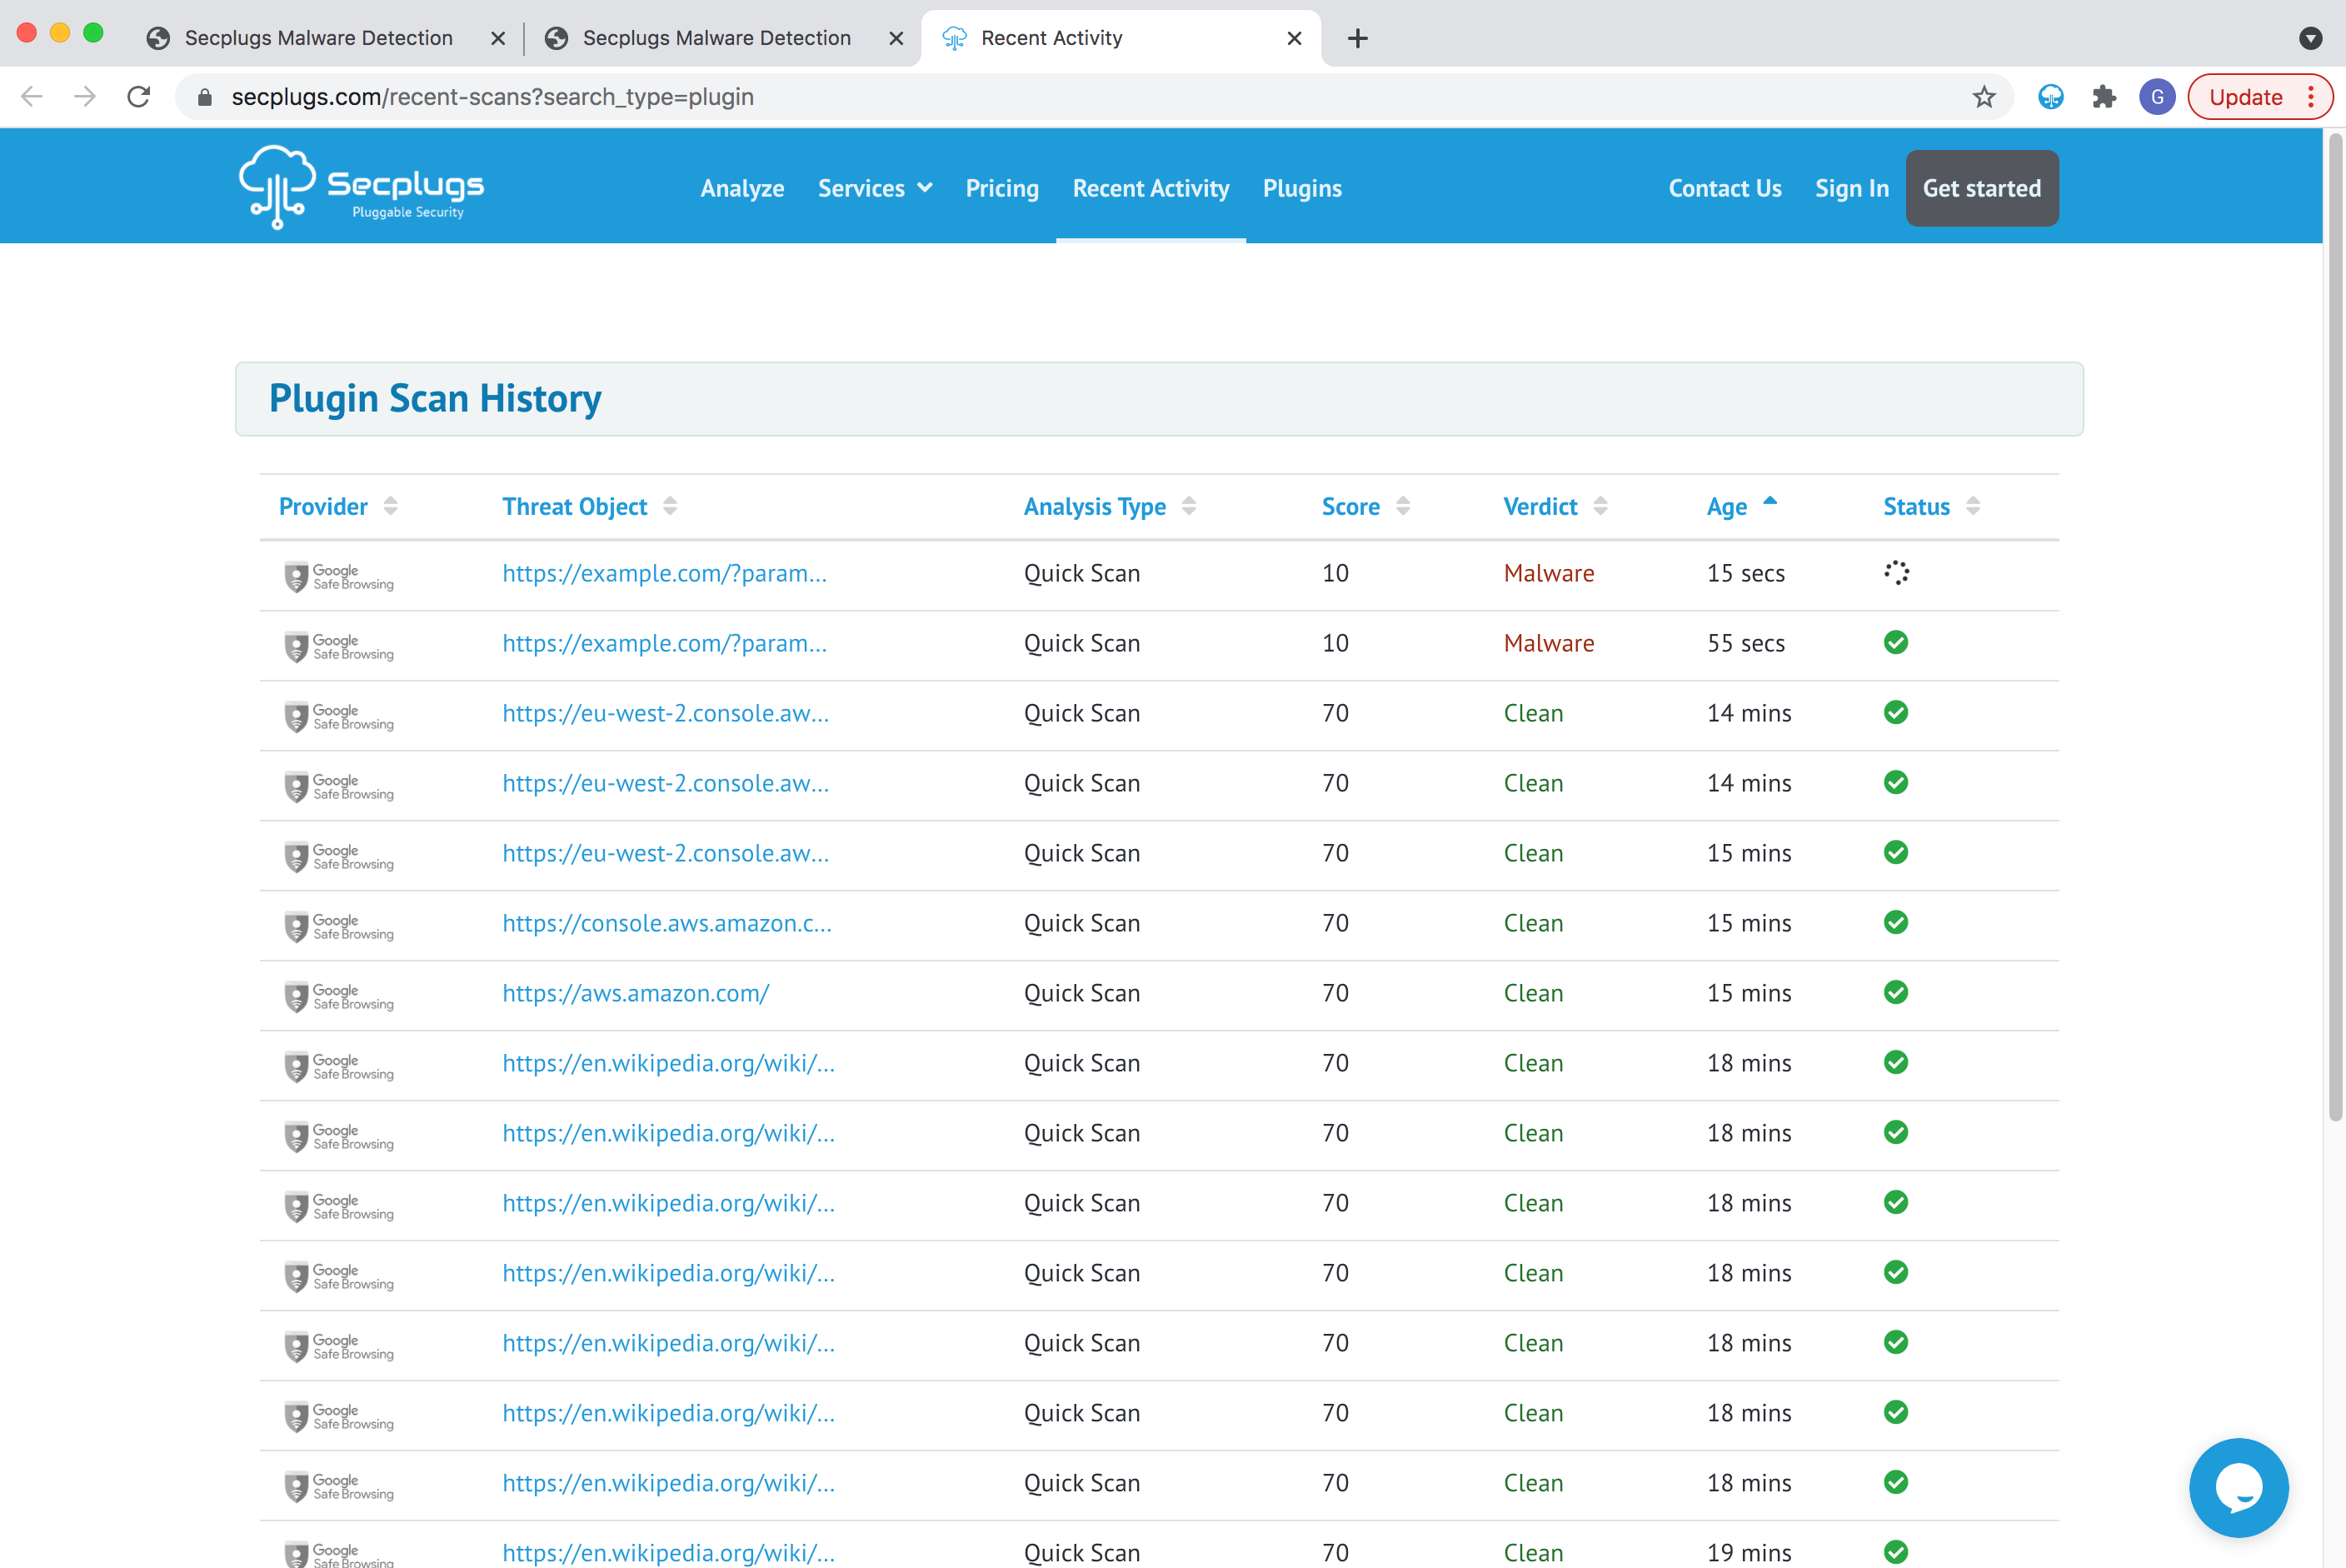 Secplugs Malware Detection
Secplugs Malware Detection
Recent Activity
secplugs.com/recent-scans?search_type=plugin
G
Update
Secplugs
Pluggable Security
Analyze
Services
Pricing
Recent Activity
Plugins
Contact Us
Sign In
Get started
Plugin Scan History
Provider Threat Object Analysis Type Score Verdict Age Status
Google Safe Browsing https://example.com/?param... Quick Scan 10 Malware 15 secs
Google Safe Browsing https://example.com/?param... Quick Scan 10 Malware 55 secs
Google Safe Browsing https://eu-west-2.console.aw... Quick Scan 70 Clean 14 mins
Google Safe Browsing https://eu-west-2.console.aw... Quick Scan 70 Clean 14 mins
Google Safe Browsing https://eu-west-2.console.aw... Quick Scan 70 Clean 15 mins
Google Safe Browsing https://console.aws.amazon.c... Quick Scan 70 Clean 15 mins
Google Safe Browsing https://aws.amazon.com/ Quick Scan 70 Clean 15 mins
Google Safe Browsing https://en.wikipedia.org/wiki/... Quick Scan 70 Clean 18 mins
Google Safe Browsing https://en.wikipedia.org/wiki/... Quick Scan 70 Clean 18 mins
Google Safe Browsing https://en.wikipedia.org/wiki/... Quick Scan 70 Clean 18 mins
Google Safe Browsing https://en.wikipedia.org/wiki/... Quick Scan 70 Clean 18 mins
Google Safe Browsing https://en.wikipedia.org/wiki/... Quick Scan 70 Clean 18 mins
Google Safe Browsing https://en.wikipedia.org/wiki/... Quick Scan 70 Clean 18 mins
Google Safe Browsing https://en.wikipedia.org/wiki/... Quick Scan 70 Clean 18 mins
Google Safe Browsing https://en.wikipedia.org/wiki/... Quick Scan 70 Clean 19 mins